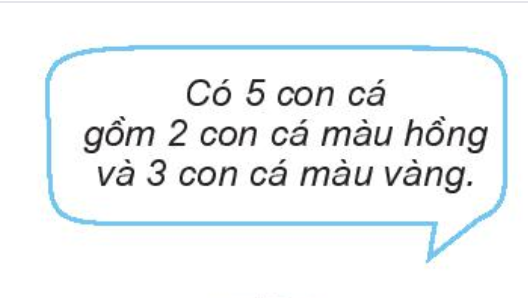 Có 5 con cá
gồm 2 con cá màu hồng
và 3 con cá màu vàng.